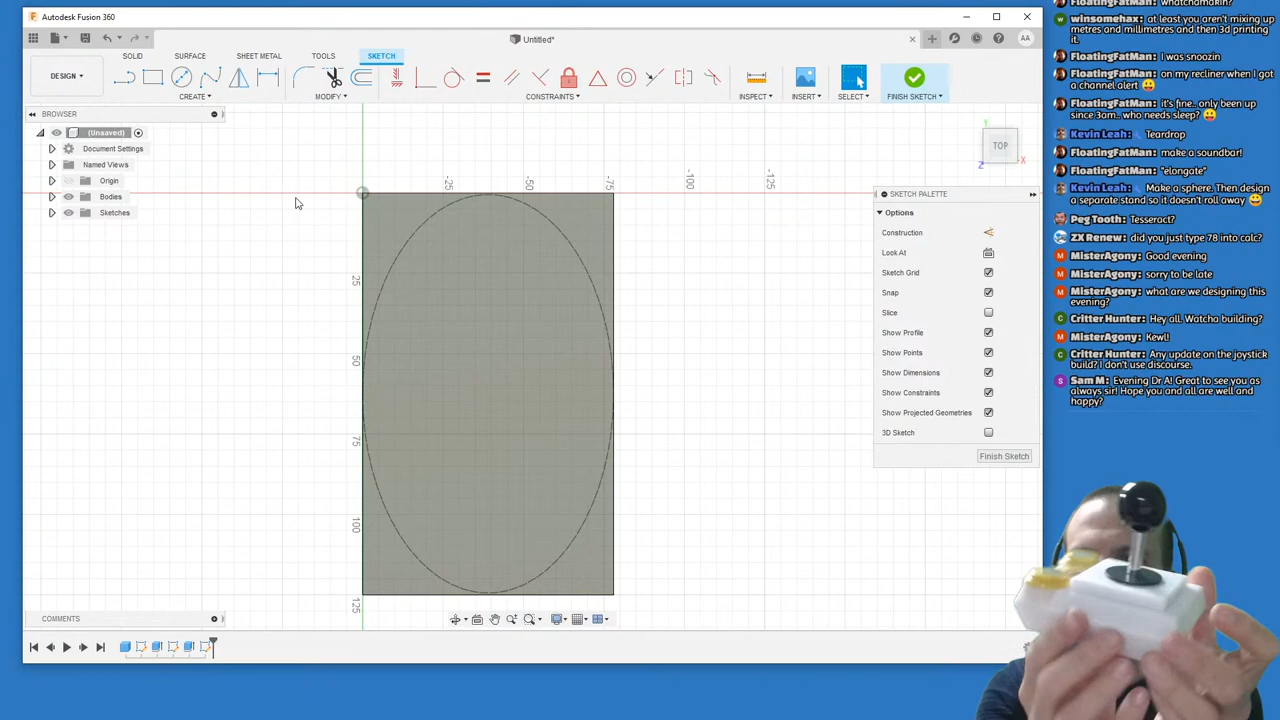 Autodesk Fusion 360
Untitled*
AA
SOLID
SURFACE
SHEET METAL
TOOLS
SKETCH
DESIGN
CREATE
MODIFY
CONSTRAINTS
INSPECT
INSERT
SELECT
FINISH SKETCH
BROWSER
(Unsaved)
Document Settings
Named Views
Origin
Bodies
Sketches
-25
-50
-75
-100
-125
25
50
75
100
125
TOP
Y
X
Z
SKETCH PALETTE
Options
Construction
Look At
Sketch Grid
Snap
Slice
Show Profile
Show Points
Show Dimensions
Show Constraints
Show Projected Geometries
3D Sketch
Finish Sketch
COMMENTS
FloatingFatMan: whatchamakin?
winsomehax: at least you aren't mixing up
metres and millimetres and then 3d printing
it.
FloatingFatMan: I was snoozin
FloatingFatMan: on my recliner when I got
a channel alert 😛
FloatingFatMan: it's fine.. only been up
since 3am.. who needs sleep? 😛
Kevin Leah: Teardrop
FloatingFatMan: make a soundbar!
FloatingFatMan: "elongate"
Kevin Leah: Make a sphere. Then design
a separate stand so it doesn't roll away 😀
Peg Tooth: Tesseract?
ZX Renew: did you just type 78 into calc?
MisterAgony: Good evening
MisterAgony: sorry to be late
MisterAgony: what are we designing this
evening?
Critter Hunter: Hey all. Watcha building?
MisterAgony: Kewl!
Critter Hunter: Any update on the joystick
build? I don't use discourse.
Sam M: Evening Dr A! Great to see you as
always sir! Hope you and all are well and
happy?